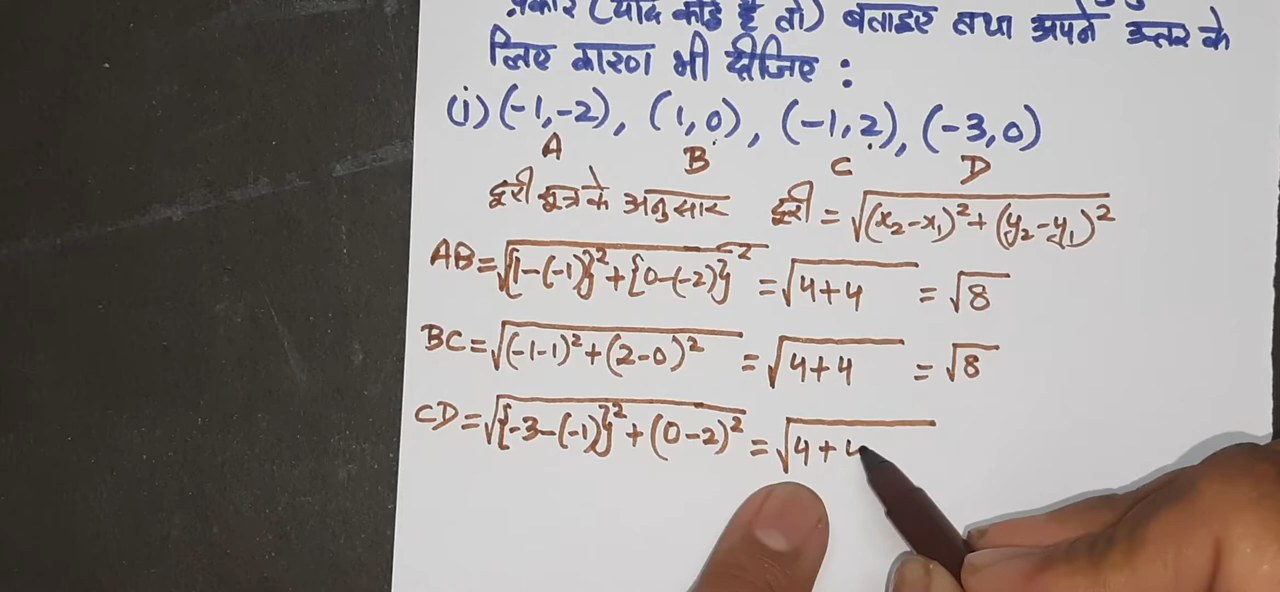 प्रकार (यदि कोई है तो) बताइए तथा अपने उत्तर के
लिए कारण भी दीजिए :
(i) (-1,-2), (1,0), (-1,2), (-3,0)
A B C D
दूरी सूत्र के अनुसार दूरी = √(x₂-x₁)²+(y₂-y₁)²
AB=√{1-(-1)}²+{0-(-2)}² = √4+4 = √8
BC=√(-1-1)²+(2-0)² = √4+4 = √8
CD=√{-3-(-1)}²+(0-2)² = √4+4